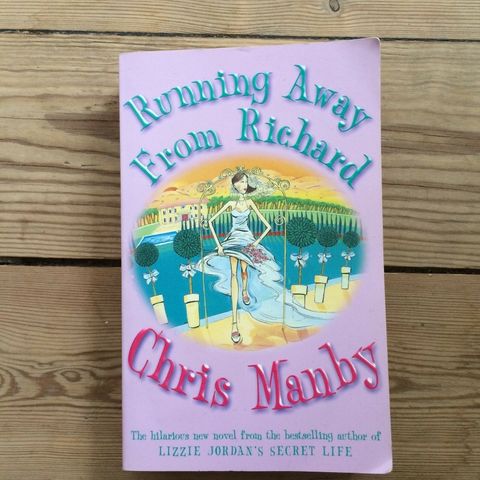 Running Away
From Richard
Chris Manby
The hilarious new novel from the bestselling author of
LIZZIE JORDAN'S SECRET LIFE